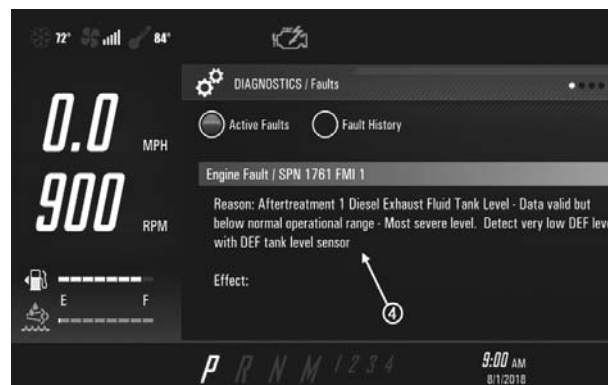 72° 84°
DIAGNOSTICS / Faults
0.0 MPH
Active Faults Fault History
Engine Fault / SPN 1761 FMI 1
900 RPM
Reason: Aftertreatment 1 Diesel Exhaust Fluid Tank Level - Data valid but
below normal operational range - Most severe level. Detect very low DEF leve
with DEF tank level sensor
Effect:
E F
4
P R N M 1 2 3 4
9:00 AM
8/1/2018